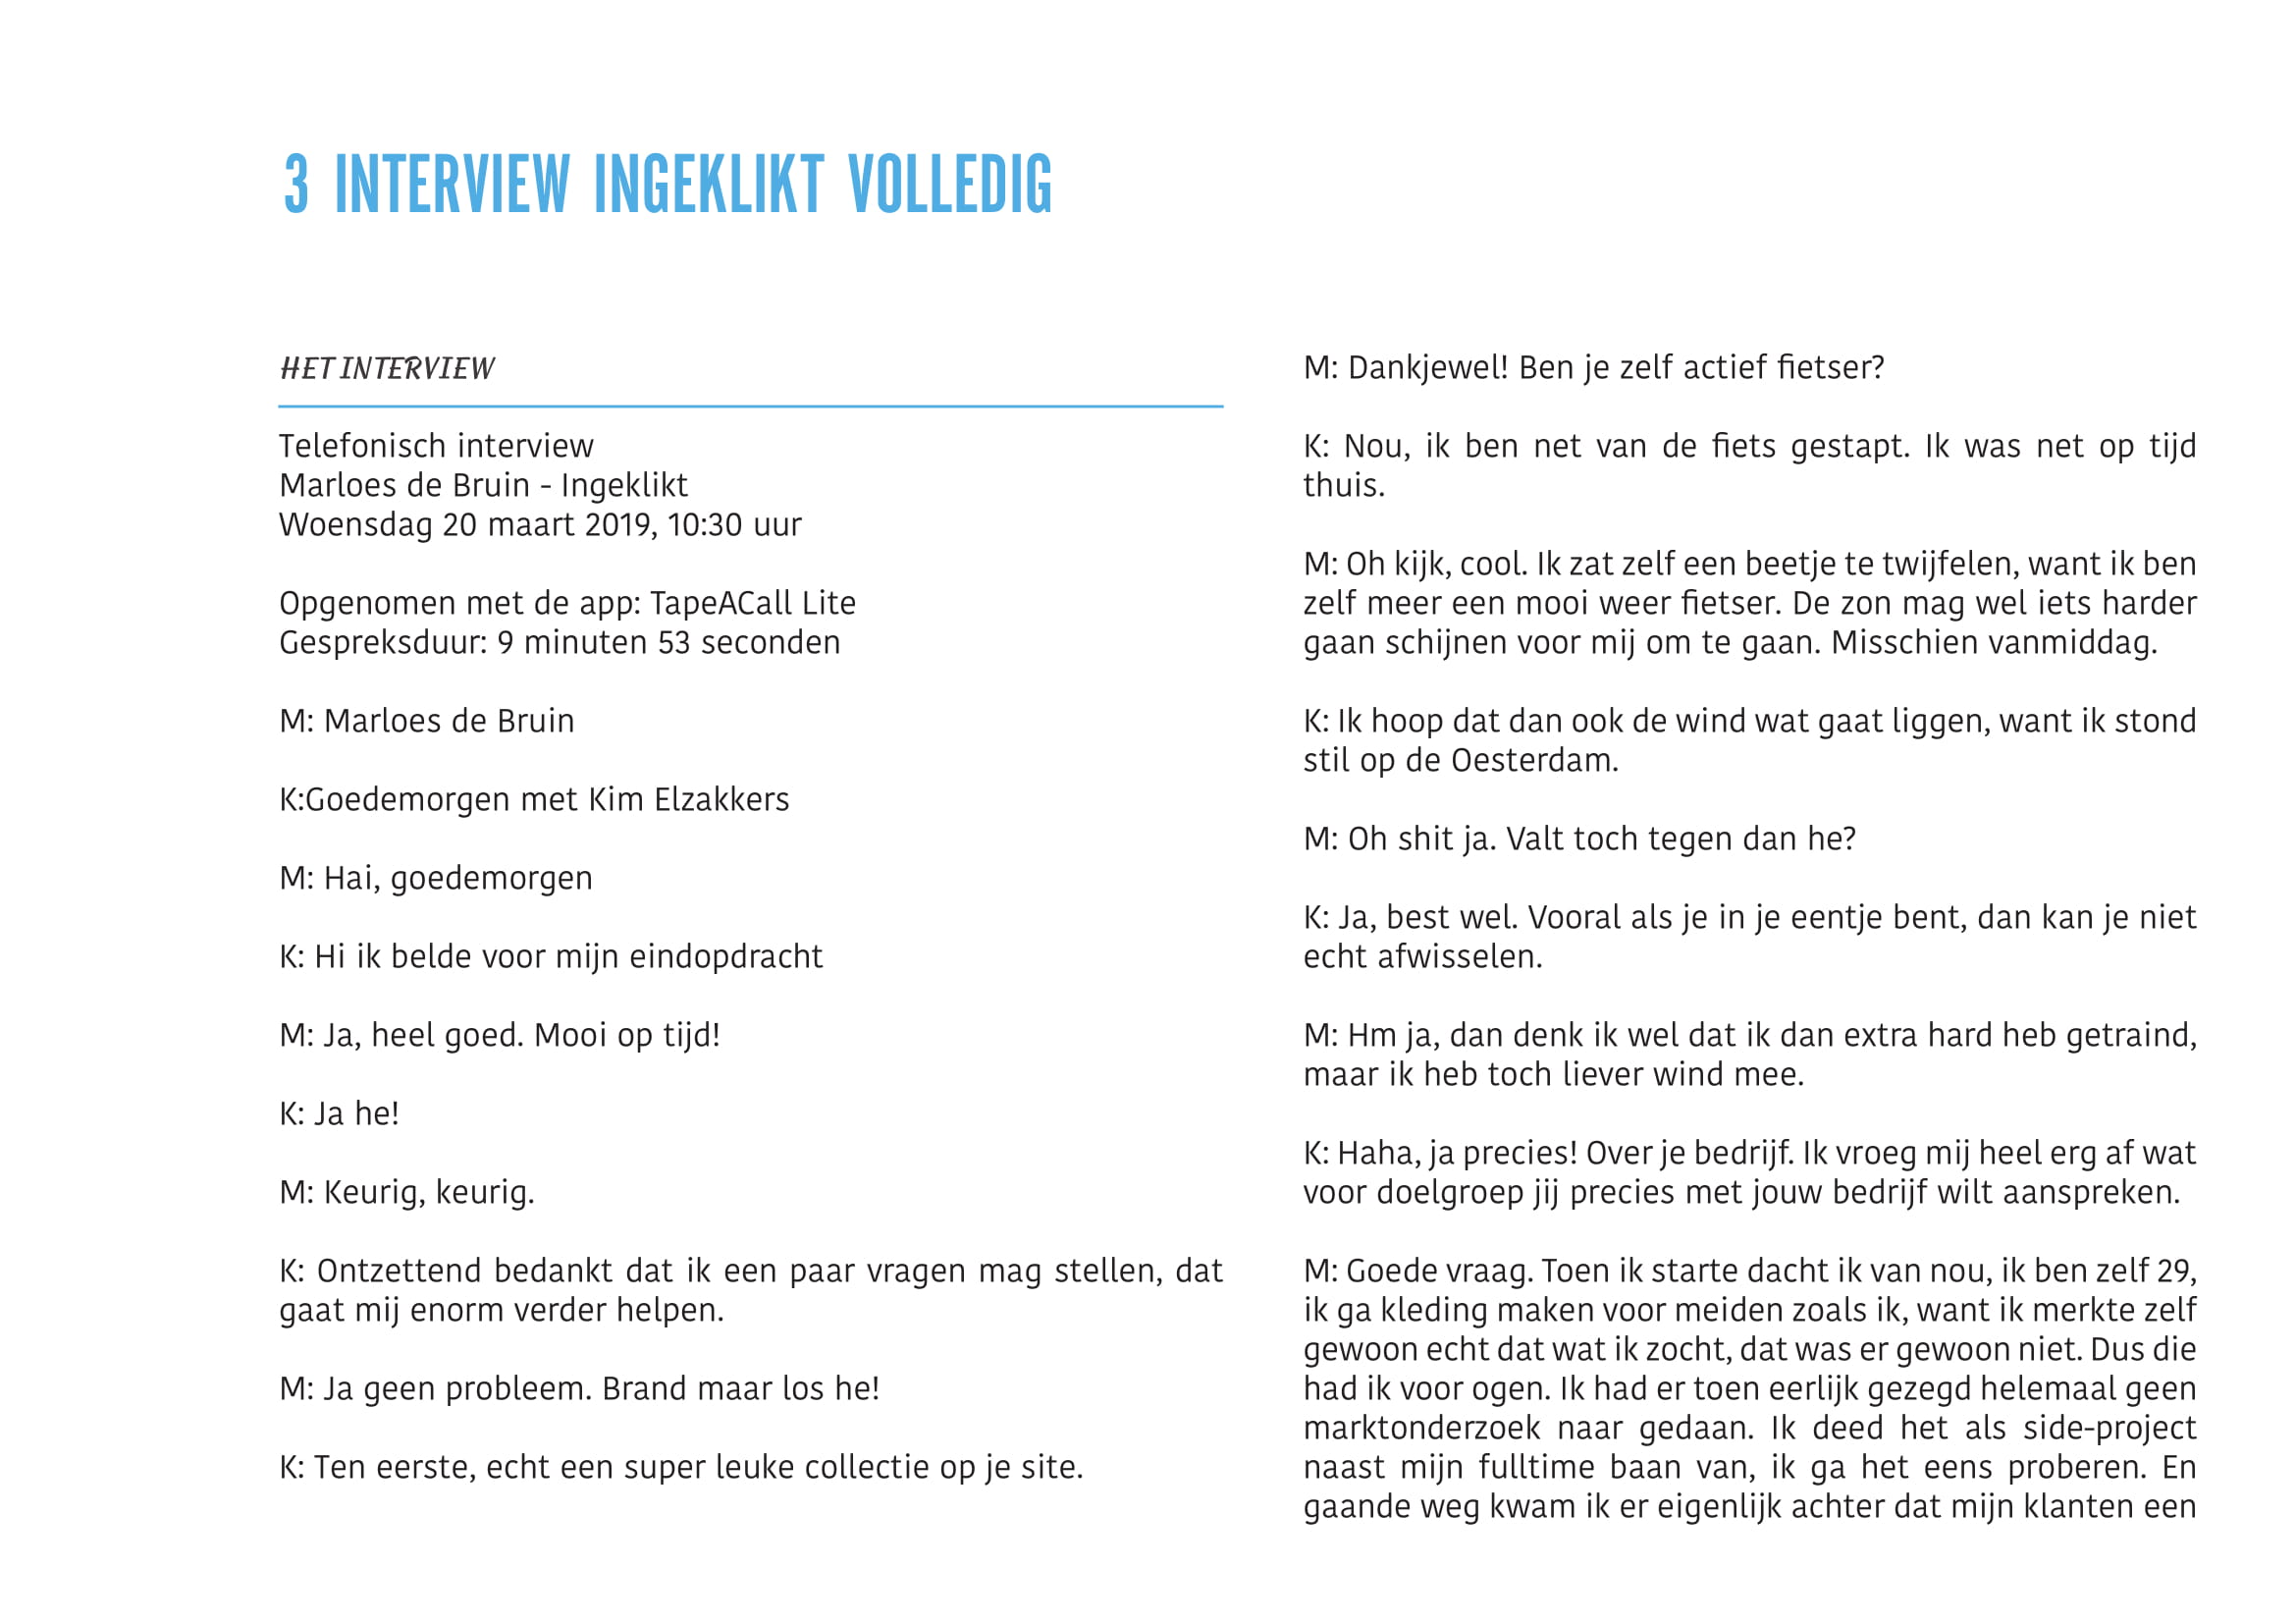 3 INTERVIEW INGEKLIKT VOLLEDIG
HET INTERVIEW
Telefonisch interview
Marloes de Bruin - Ingeklikt
Woensdag 20 maart 2019, 10:30 uur
Opgenomen met de app: TapeACall Lite
Gespreksduur: 9 minuten 53 seconden
M: Marloes de Bruin
K:Goedemorgen met Kim Elzakkers
M: Hai, goedemorgen
K: Hi ik belde voor mijn eindopdracht
M: Ja, heel goed. Mooi op tijd!
K: Ja he!
M: Keurig, keurig.
K: Ontzettend bedankt dat ik een paar vragen mag stellen, dat
gaat mij enorm verder helpen.
M: Ja geen probleem. Brand maar los he!
K: Ten eerste, echt een super leuke collectie op je site.
M: Dankjewel! Ben je zelf actief fietser?
K: Nou, ik ben net van de fiets gestapt. Ik was net op tijd
thuis.
M: Oh kijk, cool. Ik zat zelf een beetje te twijfelen, want ik ben
zelf meer een mooi weer fietser. De zon mag wel iets harder
gaan schijnen voor mij om te gaan. Misschien vanmiddag.
K: Ik hoop dat dan ook de wind wat gaat liggen, want ik stond
stil op de Oesterdam.
M: Oh shit ja. Valt toch tegen dan he?
K: Ja, best wel. Vooral als je in je eentje bent, dan kan je niet
echt afwisselen.
M: Hm ja, dan denk ik wel dat ik dan extra hard heb getraind,
maar ik heb toch liever wind mee.
K: Haha, ja precies! Over je bedrijf. Ik vroeg mij heel erg af wat
voor doelgroep jij precies met jouw bedrijf wilt aanspreken.
M: Goede vraag. Toen ik starte dacht ik van nou, ik ben zelf 29,
ik ga kleding maken voor meiden zoals ik, want ik merkte zelf
gewoon echt dat wat ik zocht, dat was er gewoon niet. Dus die
had ik voor ogen. Ik had er toen eerlijk gezegd helemaal geen
marktonderzoek naar gedaan. Ik deed het als side-project
naast mijn fulltime baan van, ik ga het eens proberen. En
gaande weg kwam ik er eigenlijk achter dat mijn klanten een